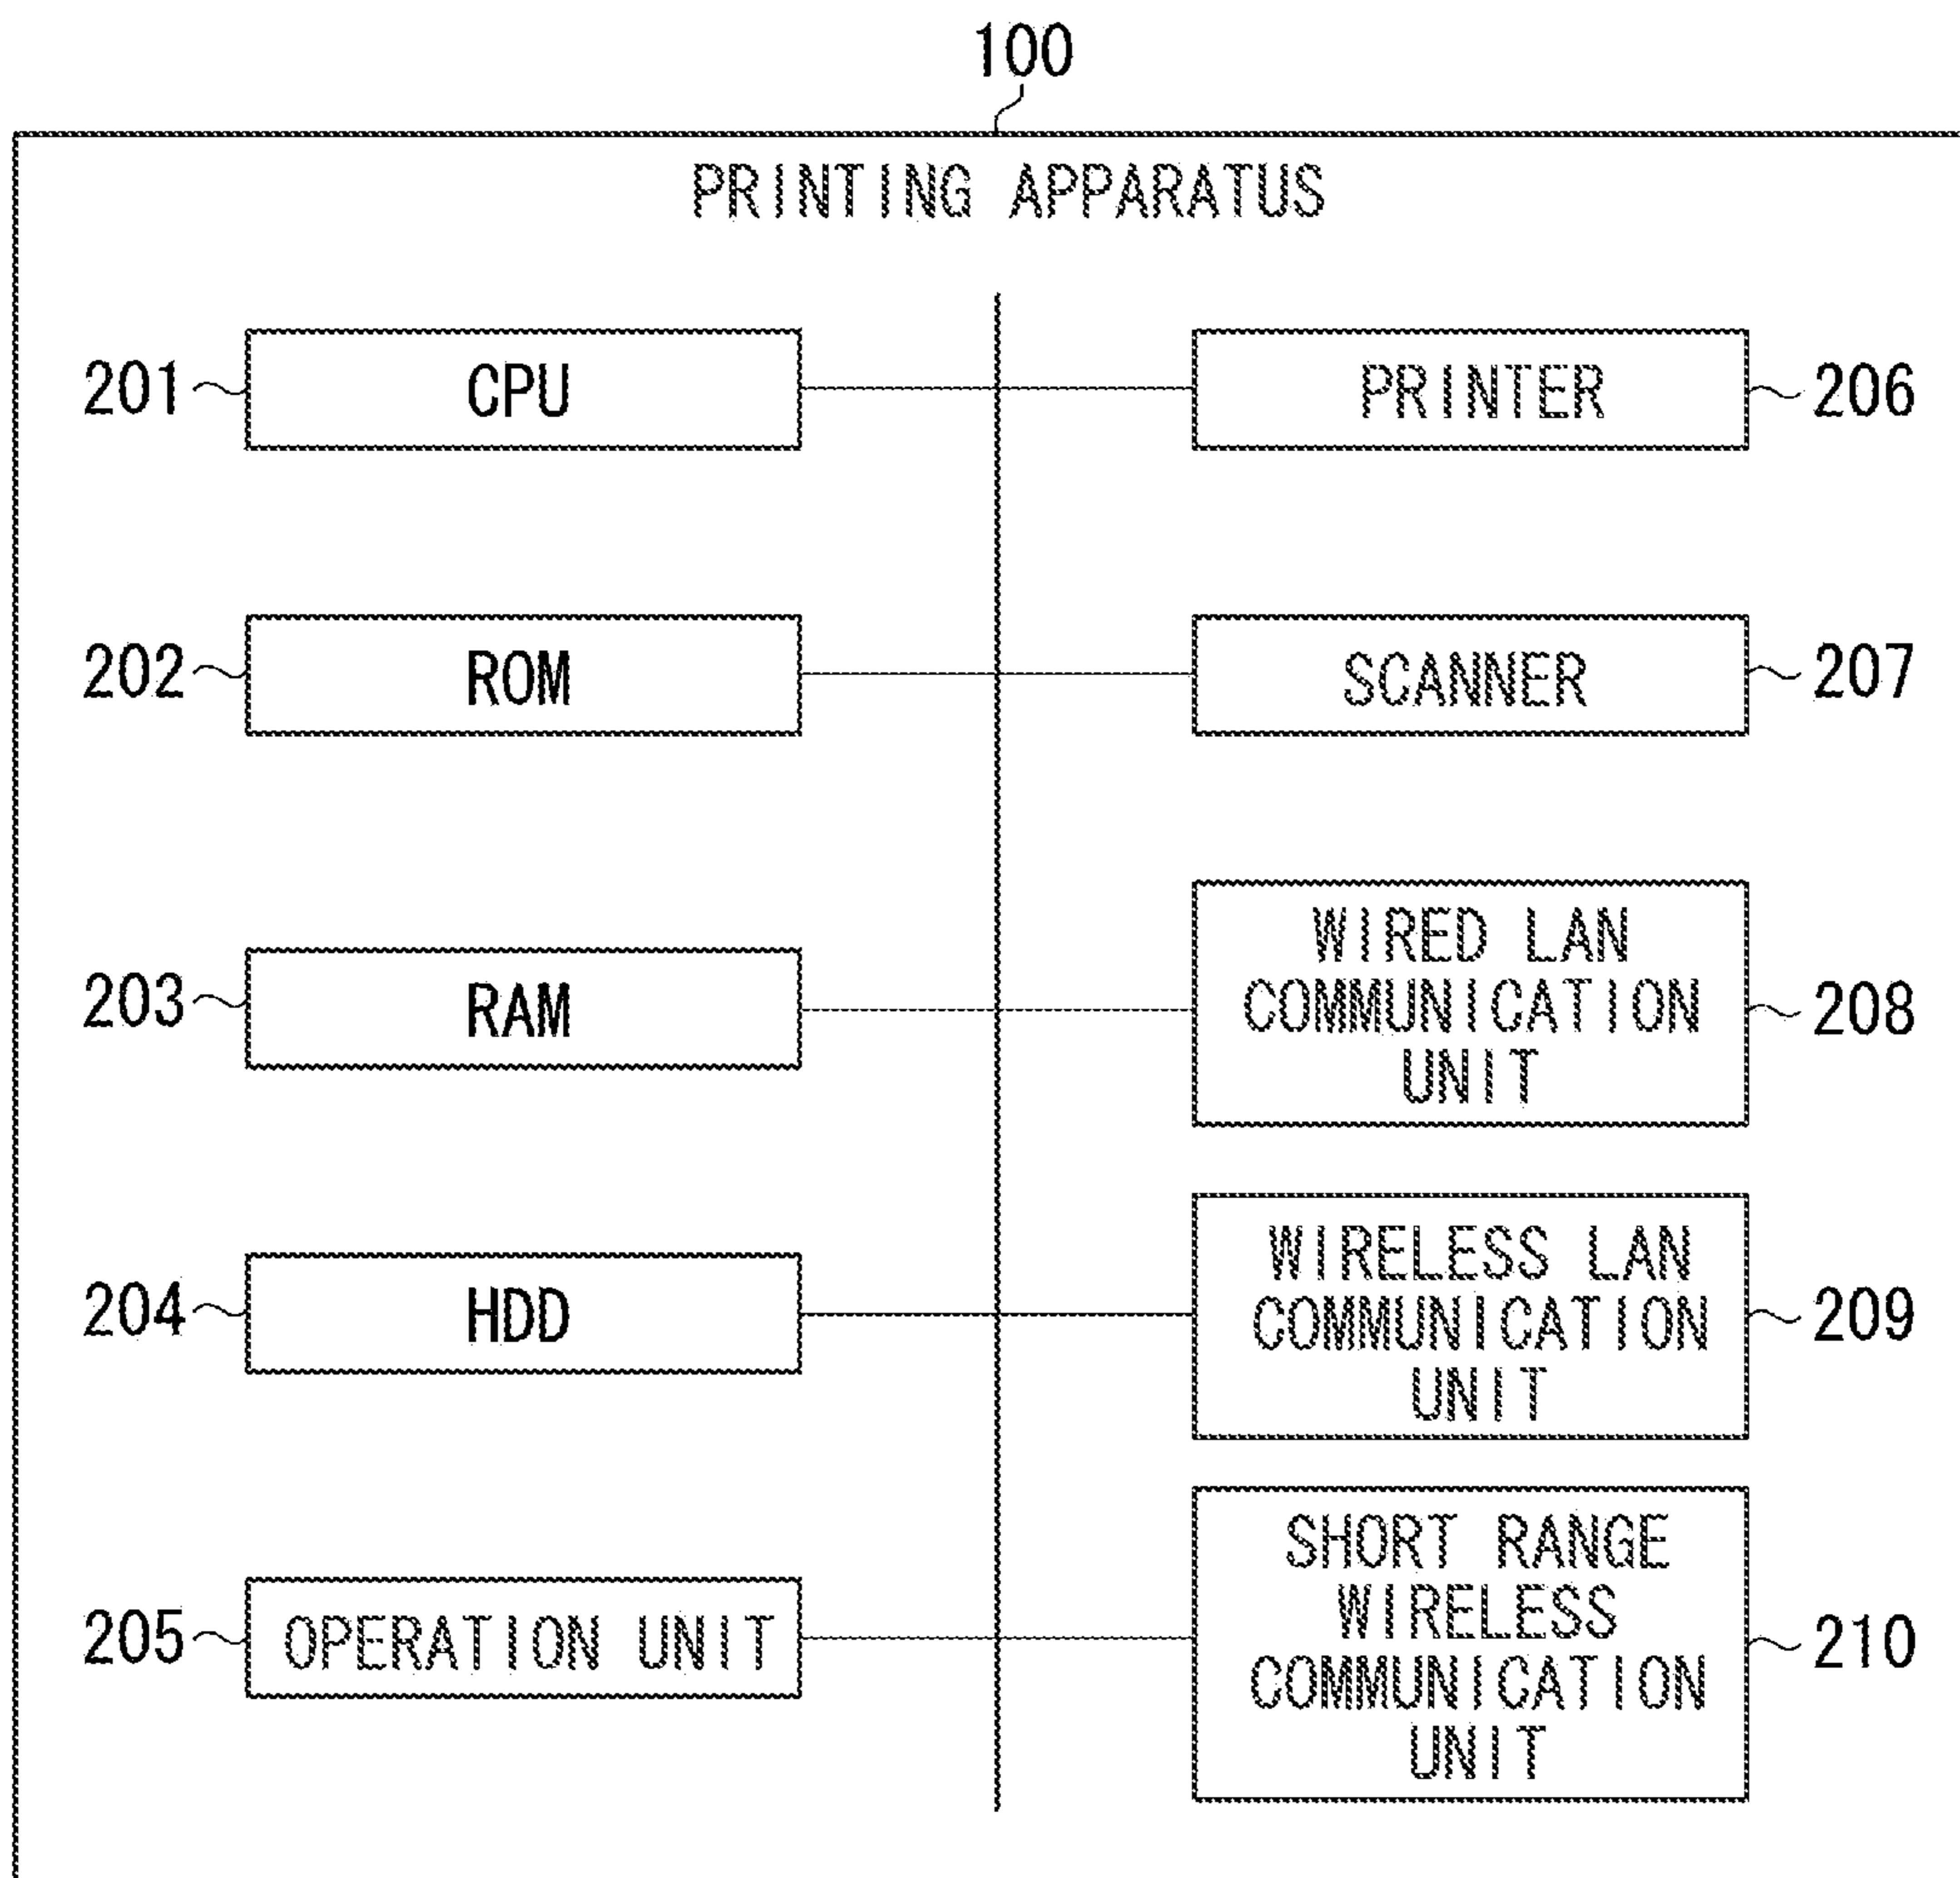 100
PRINTING APPARATUS
201
CPU
PRINTER
206
202
ROM
SCANNER
207
203
RAM
WIRED LAN
COMMUNICATION
UNIT
208
204
HDD
WIRELESS LAN
COMMUNICATION
UNIT
209
205
OPERATION UNIT
SHORT RANGE
WIRELESS
COMMUNICATION
UNIT
210